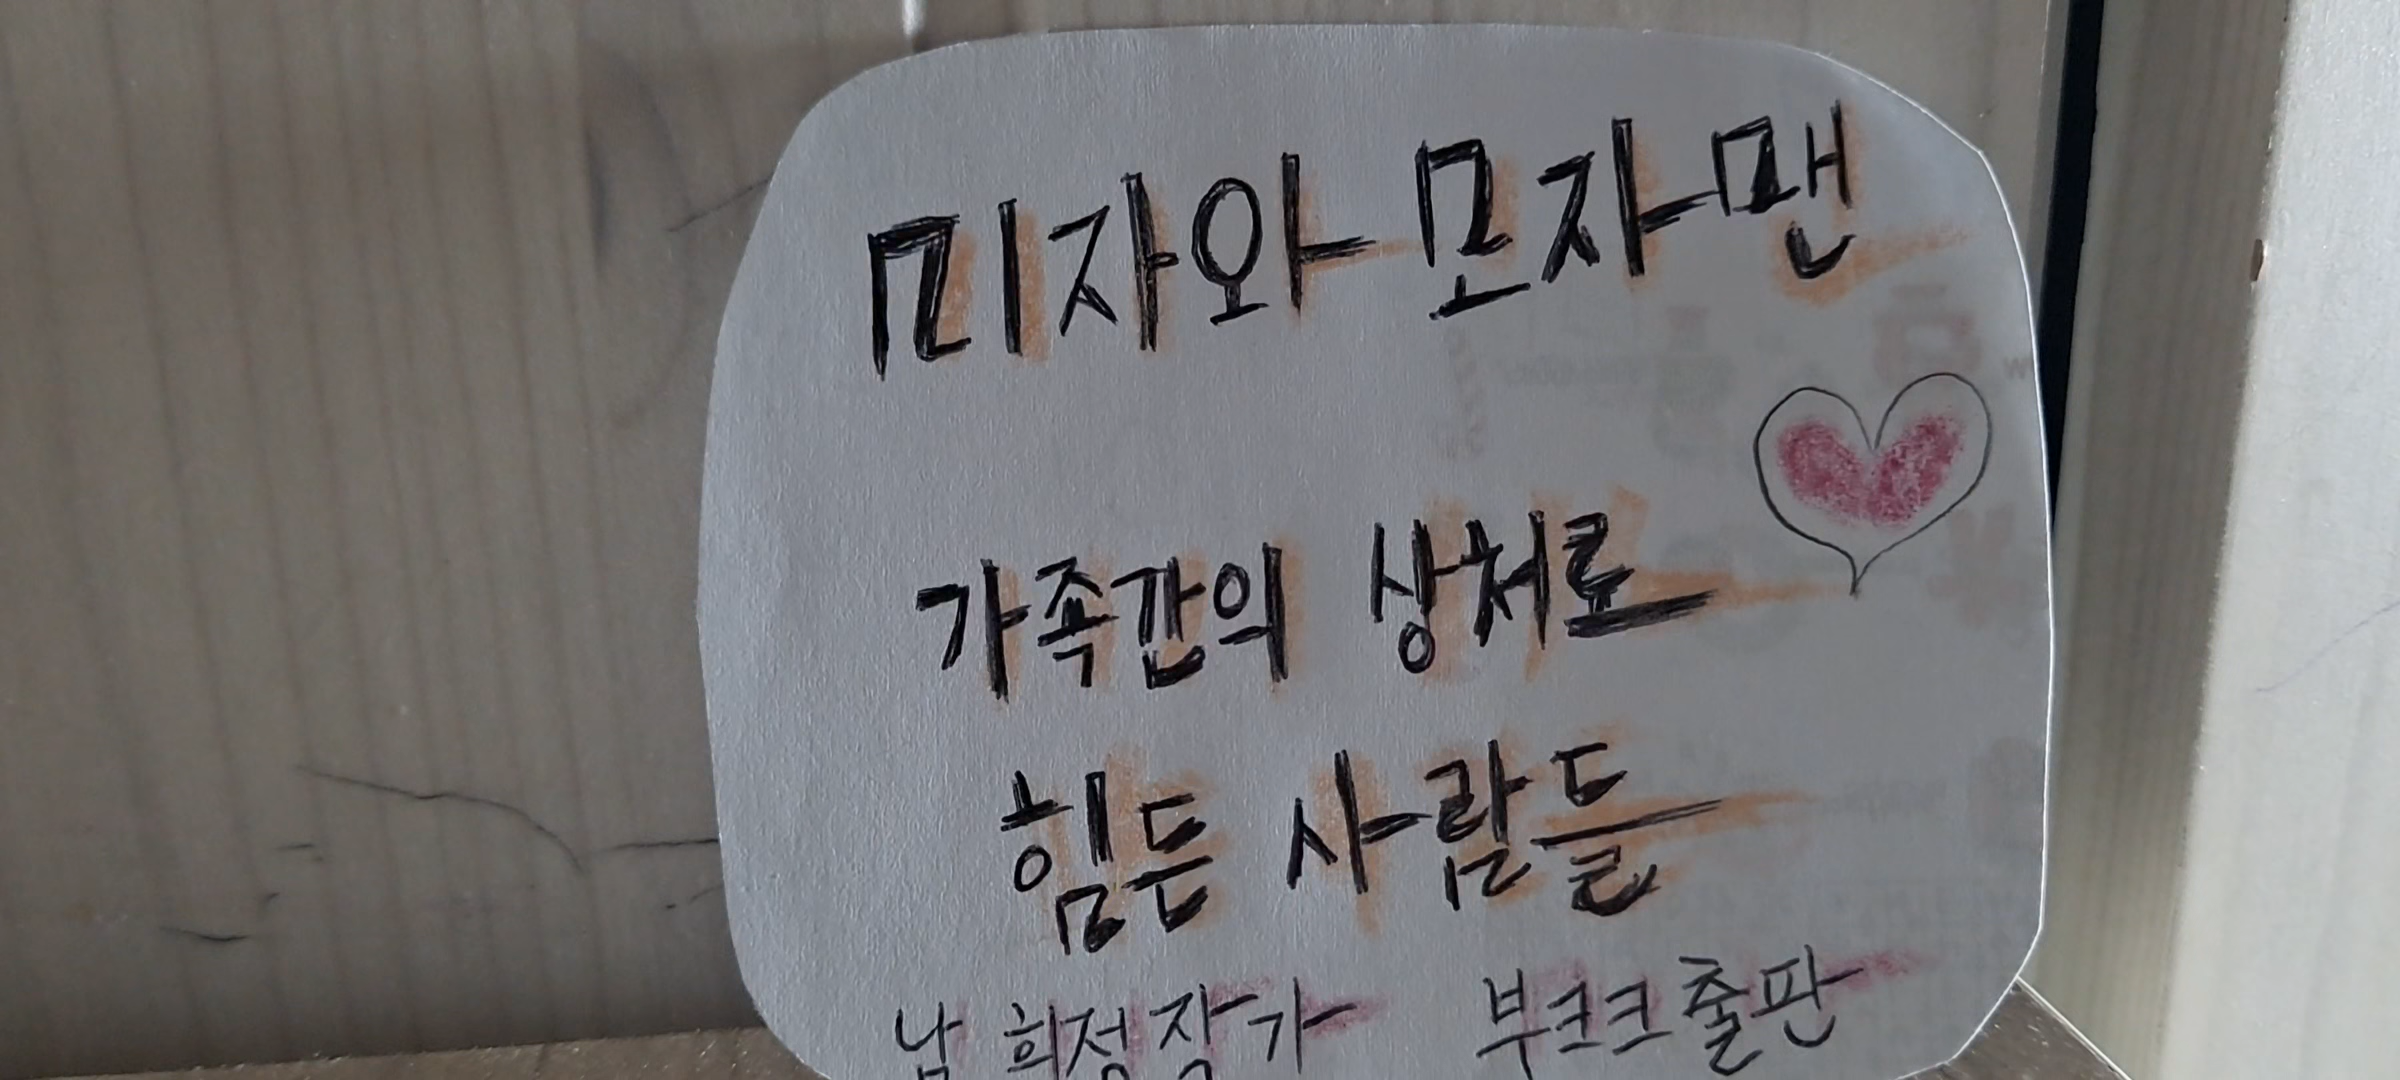 미자와 모자맨
가족간의 상처로
힘든 사람들
남 희정작가 부크크출판